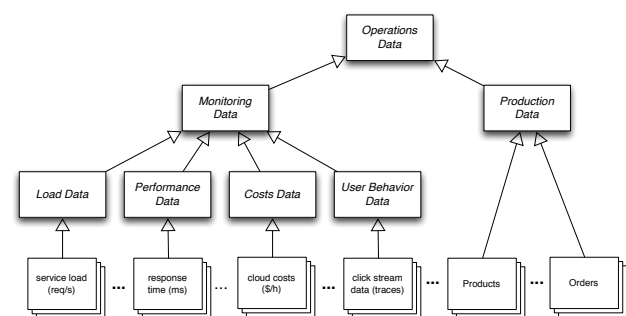 Operations
Data
Monitoring
Data
Production
Data
Load Data
Performance
Data
Costs Data
User Behavior
Data
service load
(req/s)
...
response
time (ms)
...
cloud costs
($/h)
...
click stream
data (traces)
...
Products
...
Orders